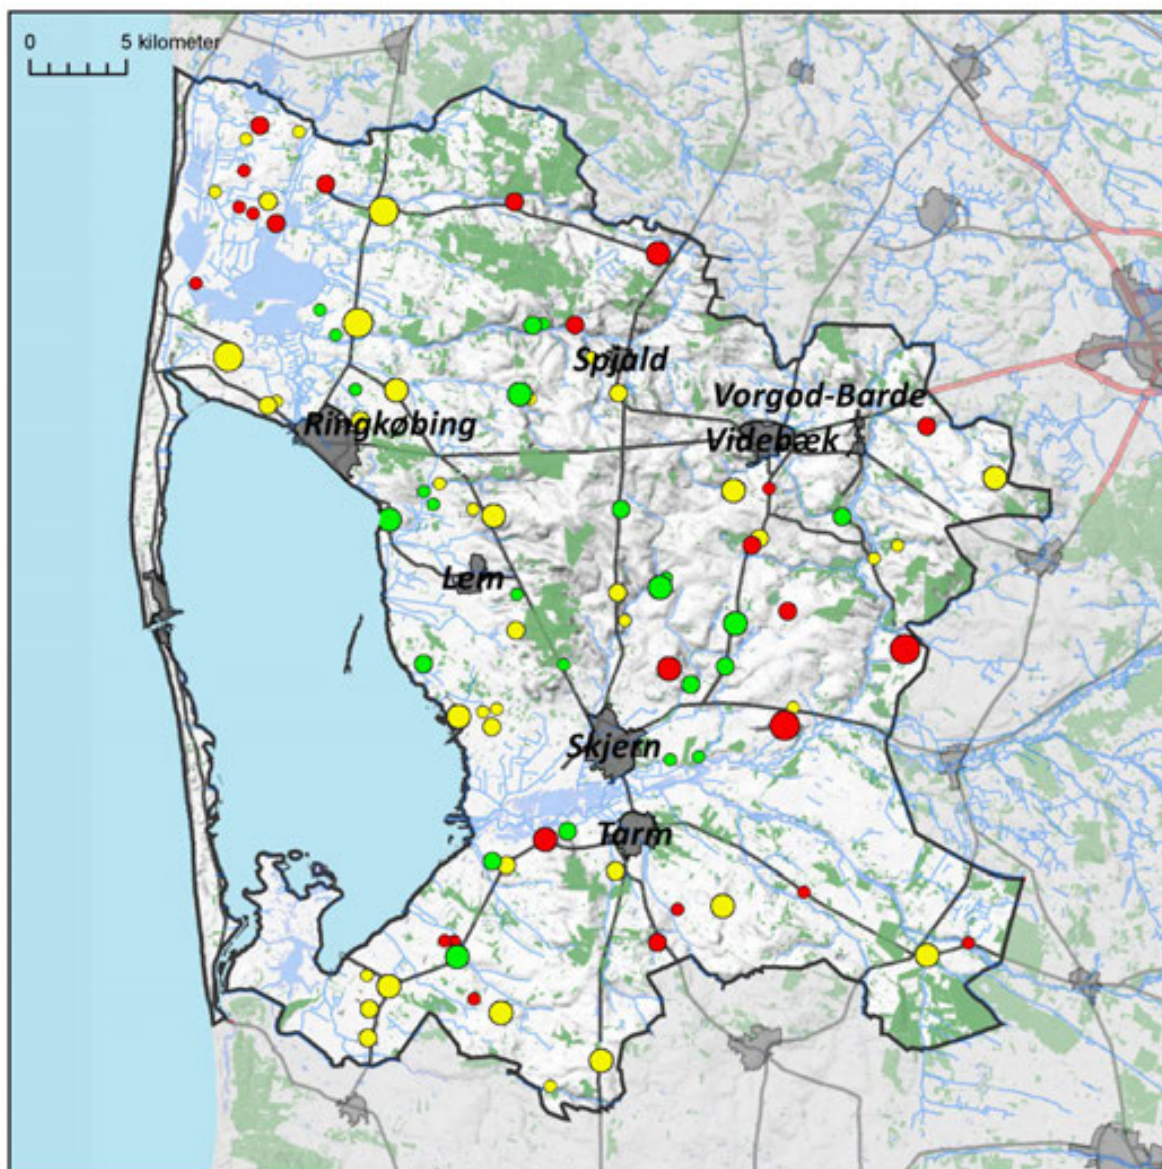 0 5 kilometer
Spjald
Vorgod-Barde
Ringkøbing
Videbæk
Lem
Skjern
Tarm